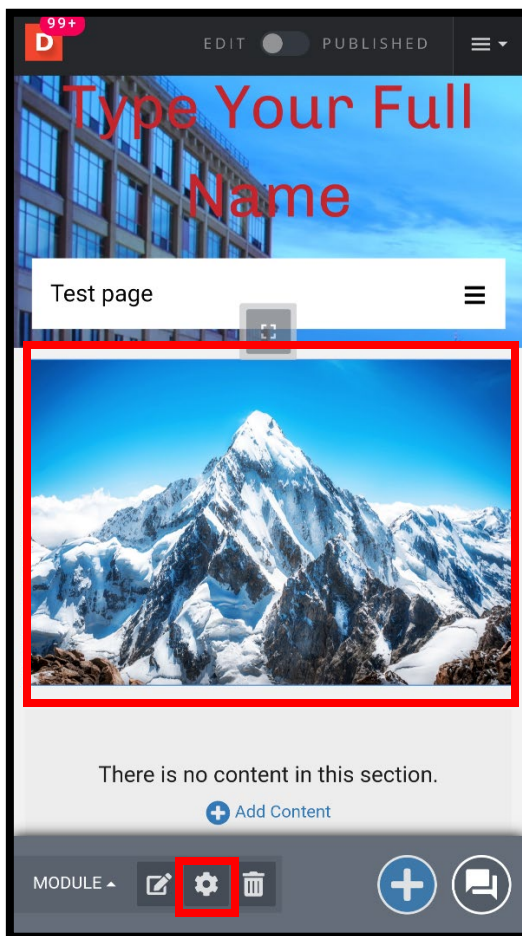 99+
D
EDIT PUBLISHED
Type Your Full
Name
Test page
There is no content in this section.
Add Content
MODULE